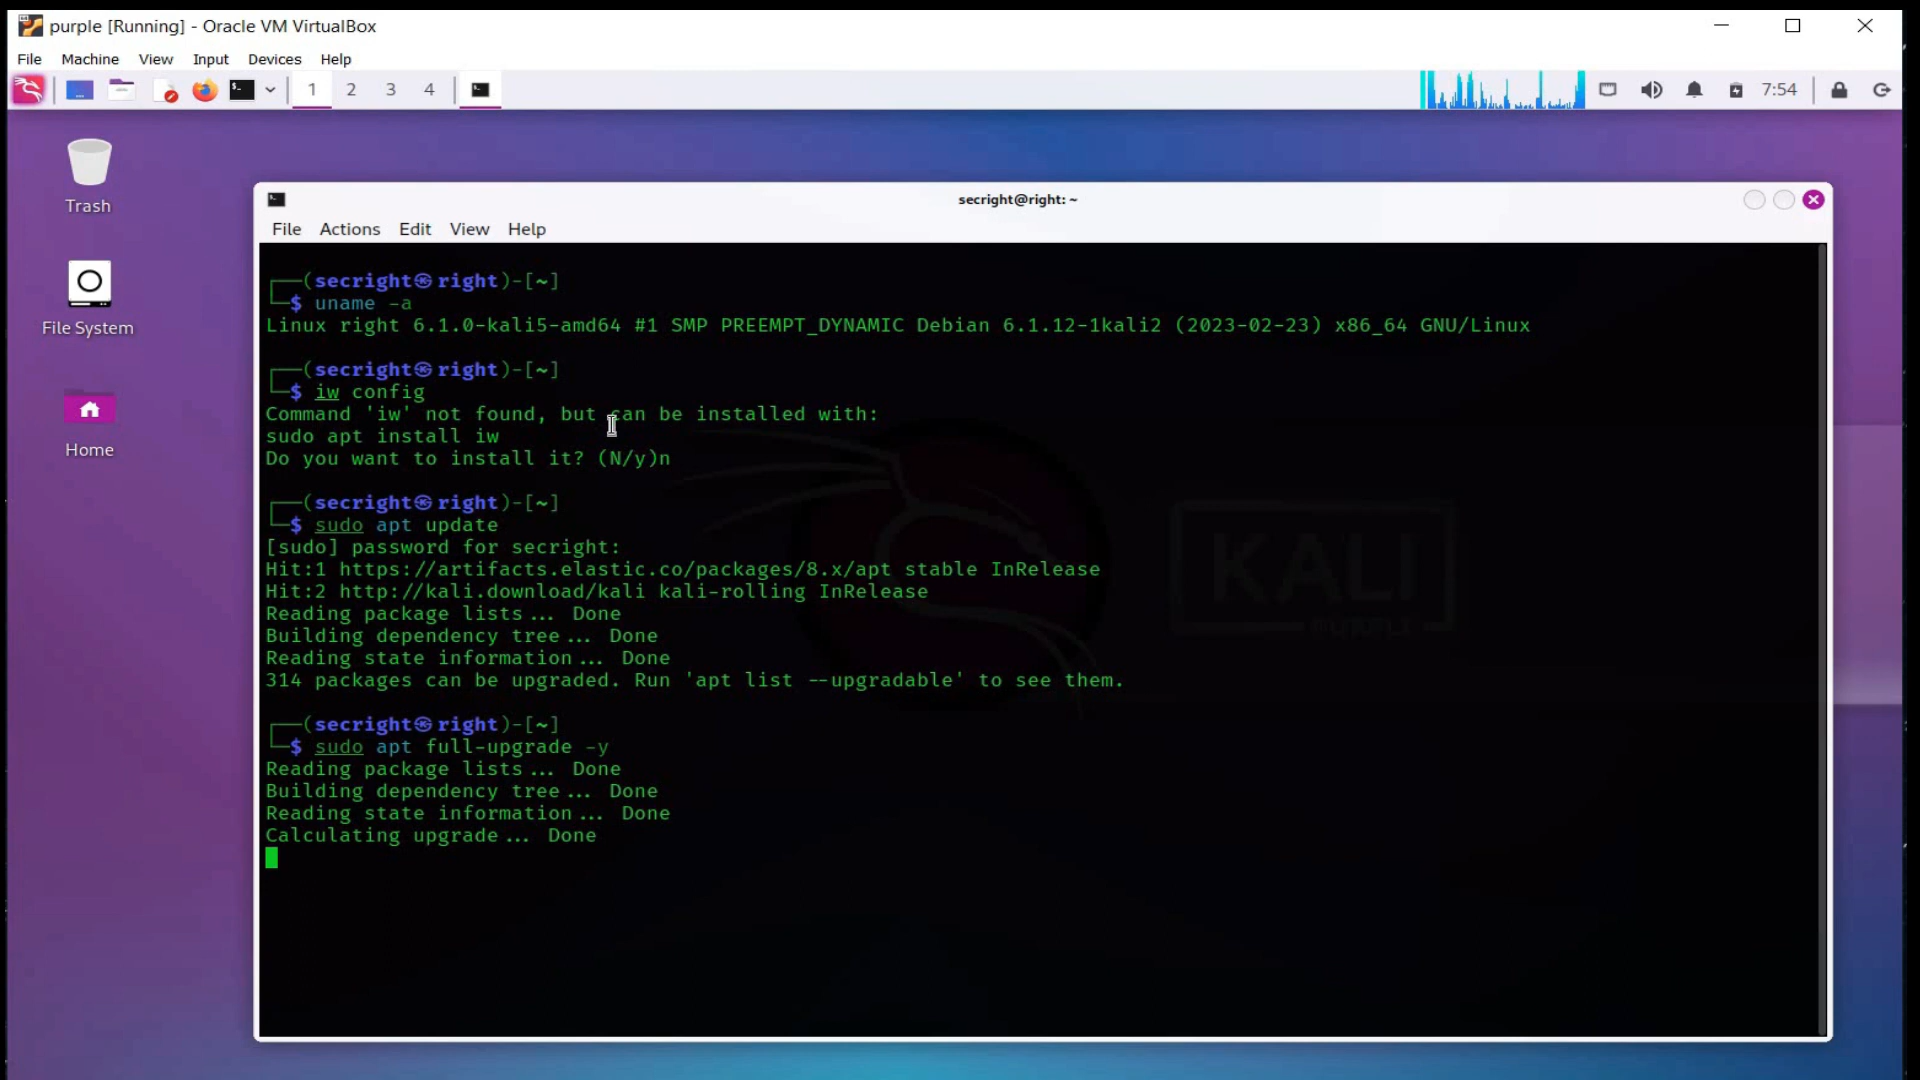 purple [Running] - Oracle VM VirtualBox
File Machine View Input Devices Help
1 2 3 4 7:54
Trash
File System
Home
secright@right: ~
File Actions Edit View Help
┌──(secright㉿right)-[~]
└─$ uname -a
Linux right 6.1.0-kali5-amd64 #1 SMP PREEMPT_DYNAMIC Debian 6.1.12-1kali2 (2023-02-23) x86_64 GNU/Linux
┌──(secright㉿right)-[~]
└─$ iw config
Command 'iw' not found, but can be installed with:
sudo apt install iw
Do you want to install it? (N/y)n
┌──(secright㉿right)-[~]
└─$ sudo apt update
[sudo] password for secright:
Hit:1 https://artifacts.elastic.co/packages/8.x/apt stable InRelease
Hit:2 http://kali.download/kali kali-rolling InRelease
Reading package lists... Done
Building dependency tree... Done
Reading state information... Done
314 packages can be upgraded. Run 'apt list --upgradable' to see them.
┌──(secright㉿right)-[~]
└─$ sudo apt full-upgrade -y
Reading package lists... Done
Building dependency tree... Done
Reading state information... Done
Calculating upgrade... Done
KALI